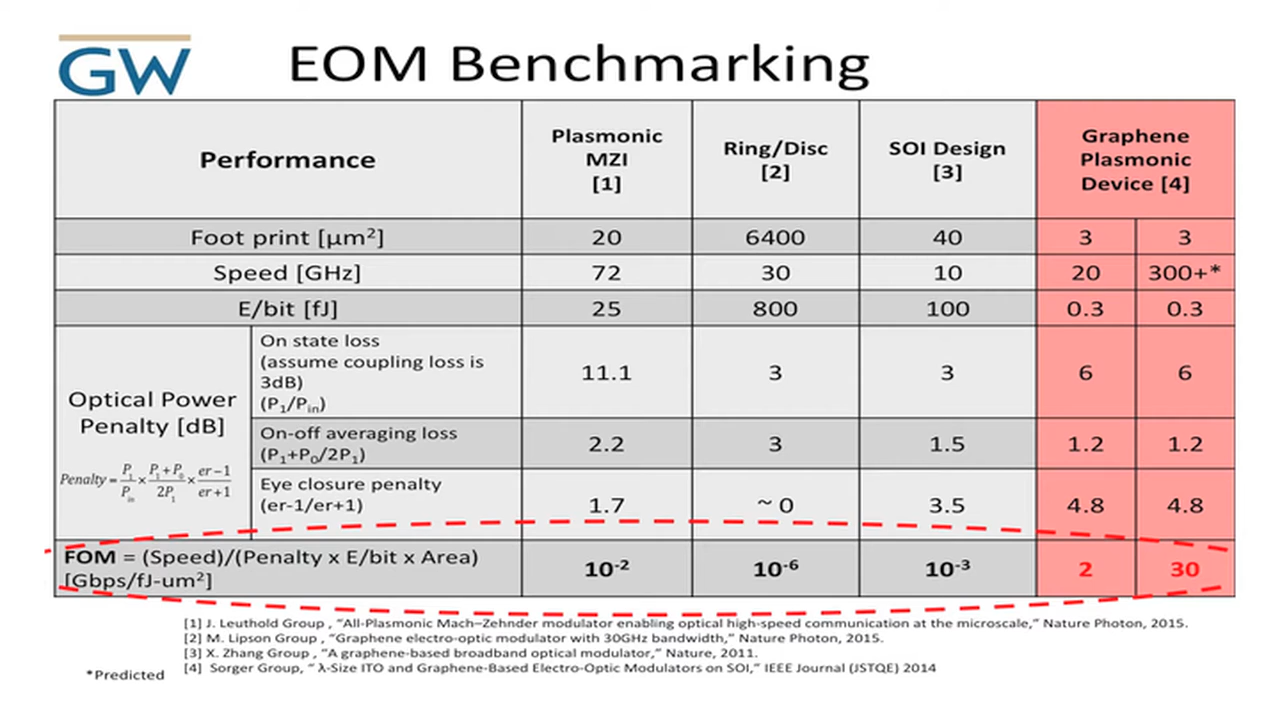 GW
EOM Benchmarking
Performance
Plasmonic
MZI
[1]
Ring/Disc
[2]
SOI Design
[3]
Graphene
Plasmonic
Device [4]
Foot print [µm²] 20 6400 40 3 3
Speed [GHz] 72 30 10 20 300+*
E/bit [fJ] 25 800 100 0.3 0.3
Optical Power
Penalty [dB]
Penalty = P₁/Pᵢₙ × P₁+P₀/2P₁ × er−1/er+1
On state loss
(assume coupling loss is
3dB)
(P₁/Pᵢₙ)
11.1 3 3 6 6
On-off averaging loss
(P₁+P₀/2P₁)
2.2 3 1.5 1.2 1.2
Eye closure penalty
(er-1/er+1)
1.7 ~ 0 3.5 4.8 4.8
FOM = (Speed)/(Penalty x E/bit x Area)
[Gbps/fJ-um²]
10⁻² 10⁻⁶ 10⁻³ 2 30
[1] J. Leuthold Group , “All-Plasmonic Mach–Zehnder modulator enabling optical high-speed communication at the microscale,” Nature Photon, 2015.
[2] M. Lipson Group , “Graphene electro-optic modulator with 30GHz bandwidth,” Nature Photon, 2015.
[3] X. Zhang Group , “A graphene-based broadband optical modulator,” Nature, 2011.
[4] Sorger Group, “ λ-Size ITO and Graphene-Based Electro-Optic Modulators on SOI,” IEEE Journal (JSTQE) 2014
*Predicted